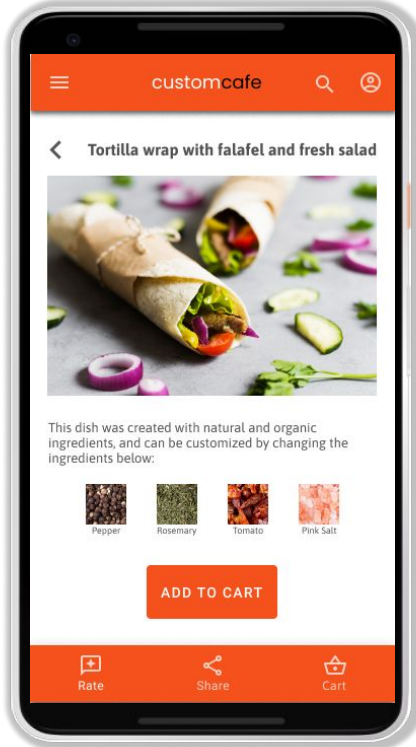 customcafe
Tortilla wrap with falafel and fresh salad
This dish was created with natural and organic
ingredients, and can be customized by changing the
ingredients below:
Pepper Rosemary Tomato Pink Salt
ADD TO CART
Rate Share Cart